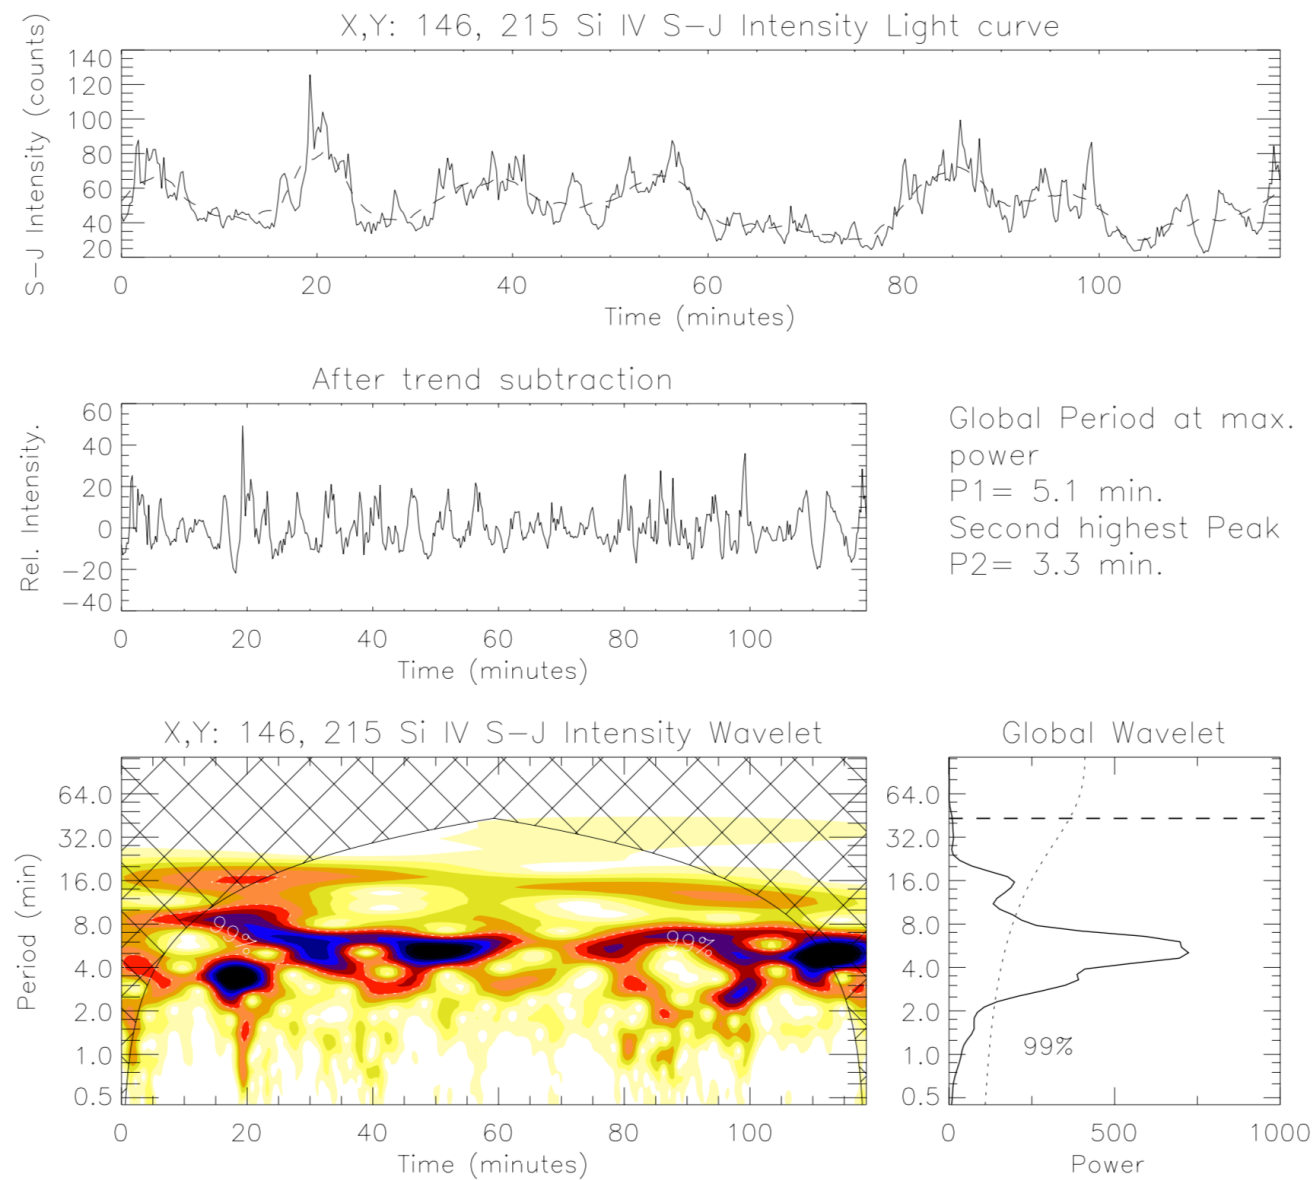 X,Y: 146, 215 Si IV S-J Intensity Light curve
S-J Intensity (counts)
140
120
100
80
60
40
20
0 20 40 60 80 100
Time (minutes)
After trend subtraction
Rel. Intensity.
60
40
20
0
-20
-40
0 20 40 60 80 100
Time (minutes)
Global Period at max.
power
P1= 5.1 min.
Second highest Peak
P2= 3.3 min.
X,Y: 146, 215 Si IV S-J Intensity Wavelet
Period (min)
64.0
32.0
16.0
8.0
4.0
2.0
1.0
0.5
99%
99%
0 20 40 60 80 100
Time (minutes)
Global Wavelet
64.0
32.0
16.0
8.0
4.0
2.0
1.0
0.5
99%
0 500 1000
Power